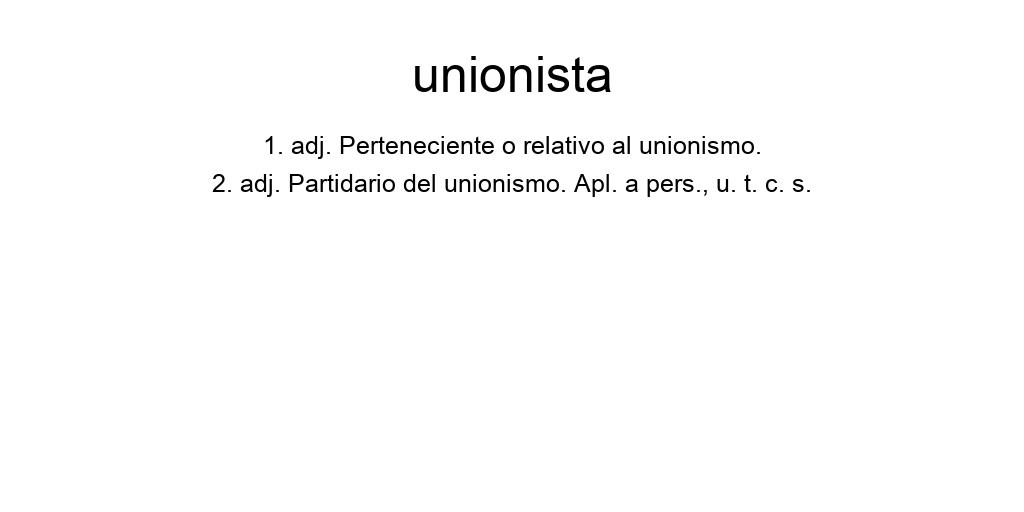 unionista
1. adj. Perteneciente o relativo al unionismo.
2. adj. Partidario del unionismo. Apl. a pers., u. t. c. s.